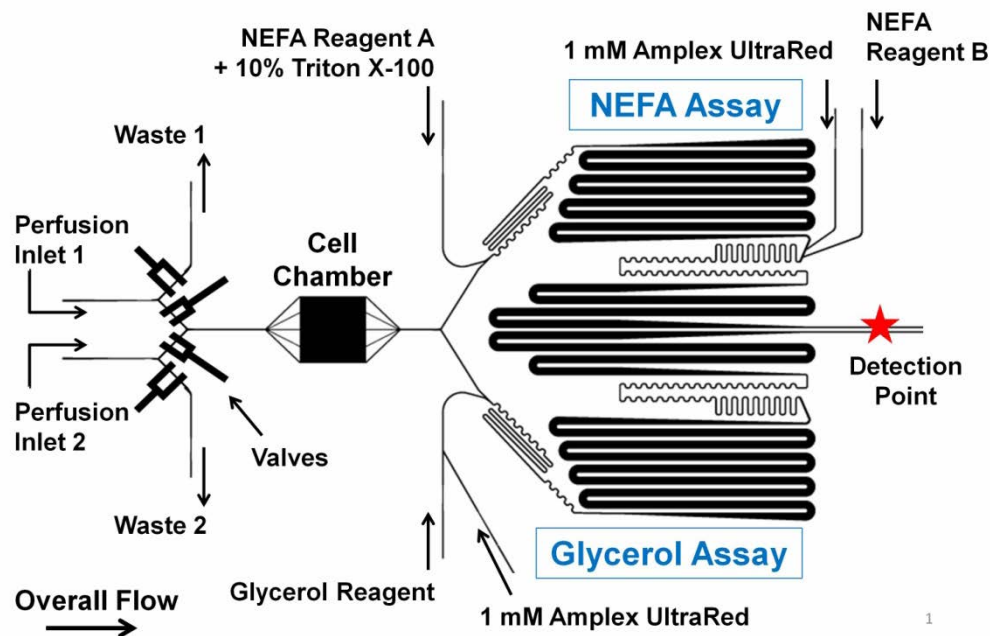 NEFA Reagent A
+ 10% Triton X-100
1 mM Amplex UltraRed
NEFA
Reagent B
NEFA Assay
Waste 1
Perfusion
Inlet 1
Cell
Chamber
Perfusion
Inlet 2
Valves
Detection
Point
Waste 2
Glycerol Assay
Glycerol Reagent
1 mM Amplex UltraRed
Overall Flow
1